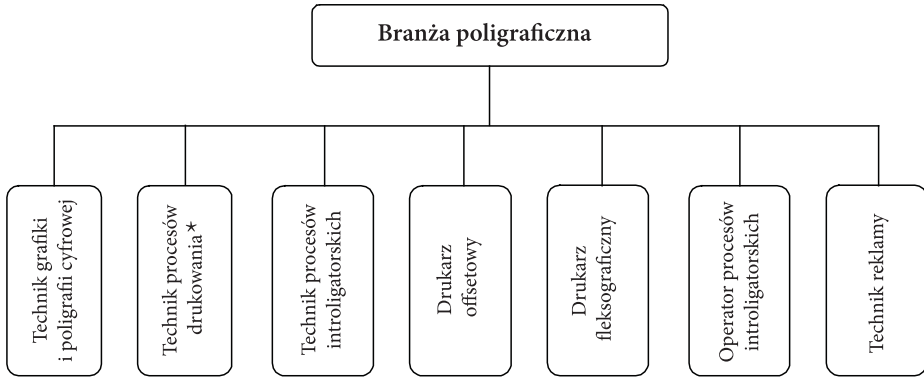 Branża poligraficzna
Technik grafiki
i poligrafii cyfrowej
Technik procesów
drukowania*
Technik procesów
introligatorskich
Drukarz
offsetowy
Drukarz
fleksograficzny
Operator procesów
introligatorskich
Technik reklamy